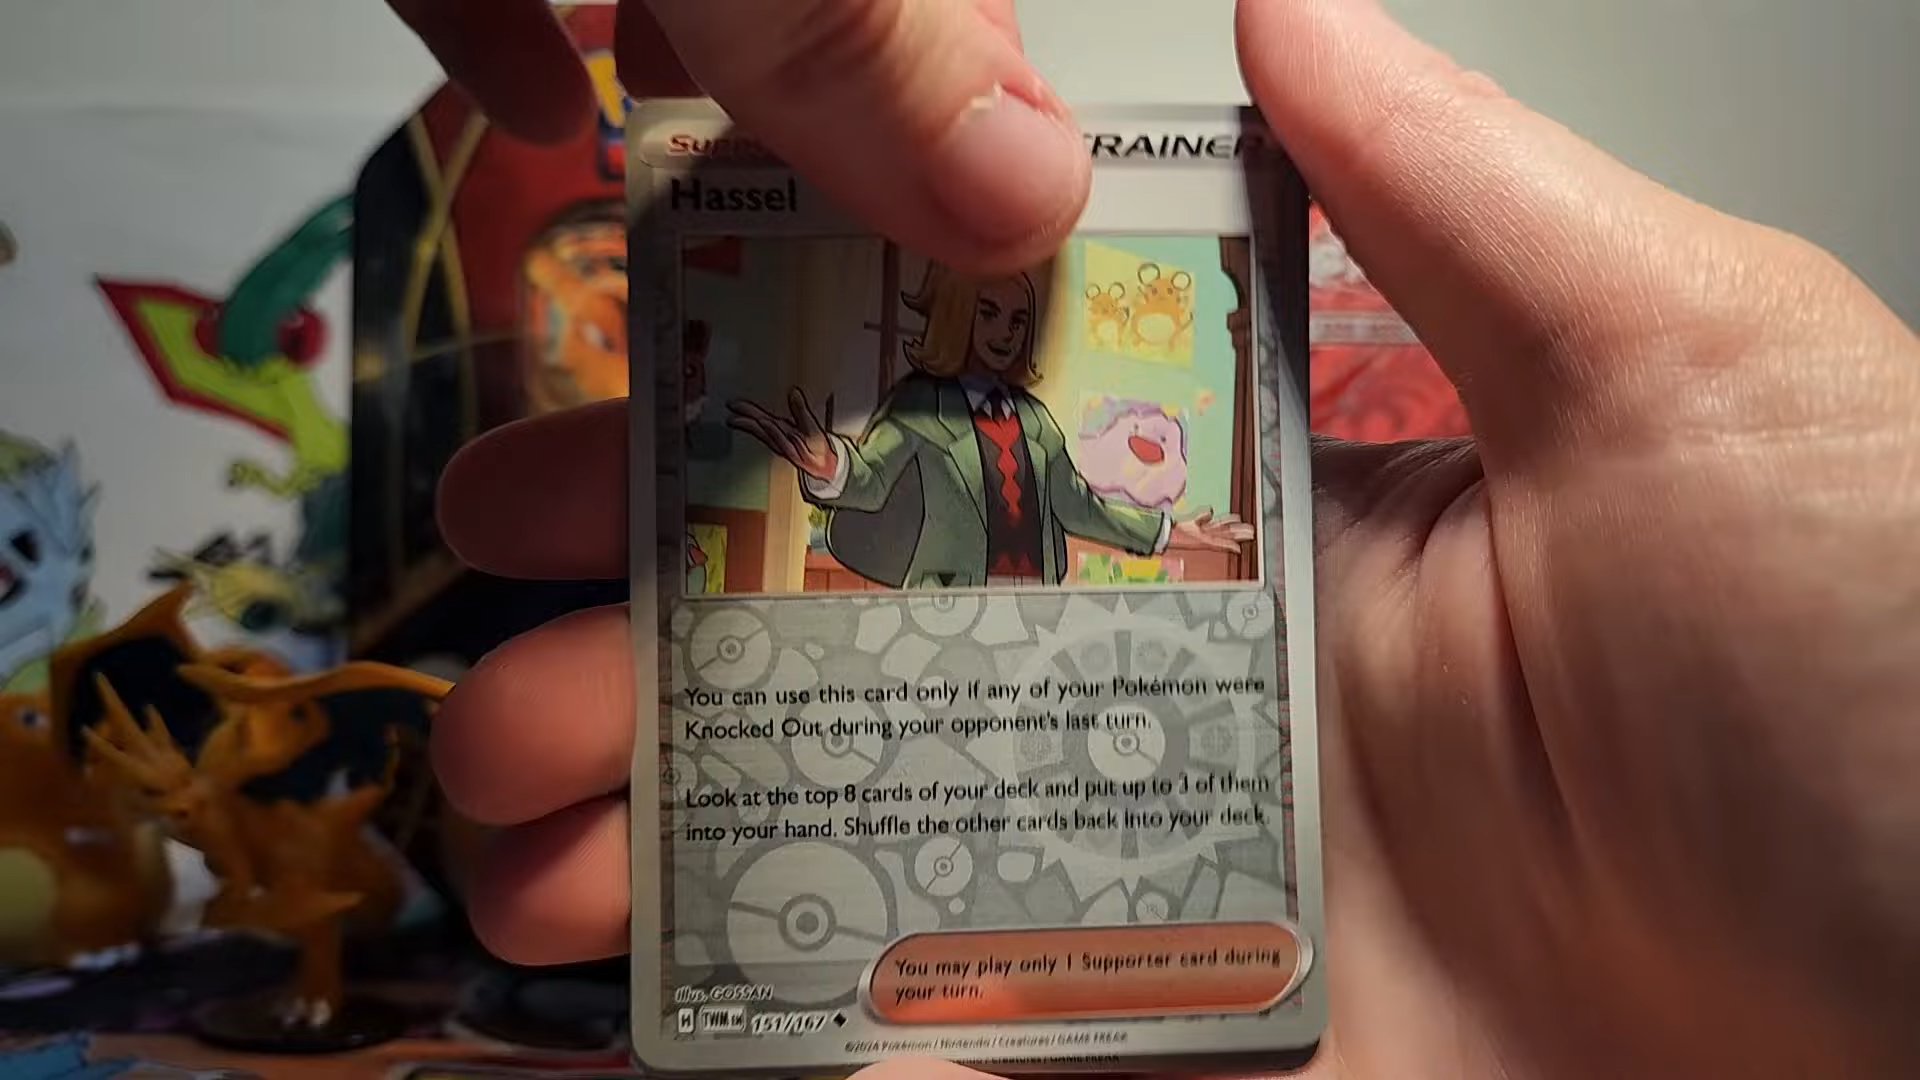 TRAINER
Hassel
You can use this card only if any of your Pokémon were
Knocked Out during your opponent's last turn.
Look at the top 8 cards of your deck and put up to 3 of them
into your hand. Shuffle the other cards back into your deck.
You may play only 1 Supporter card during
your turn.
Illus. GOSSAN
H TWM EN 151/167
©2024 Pokémon / Nintendo / Creatures / GAME FREAK